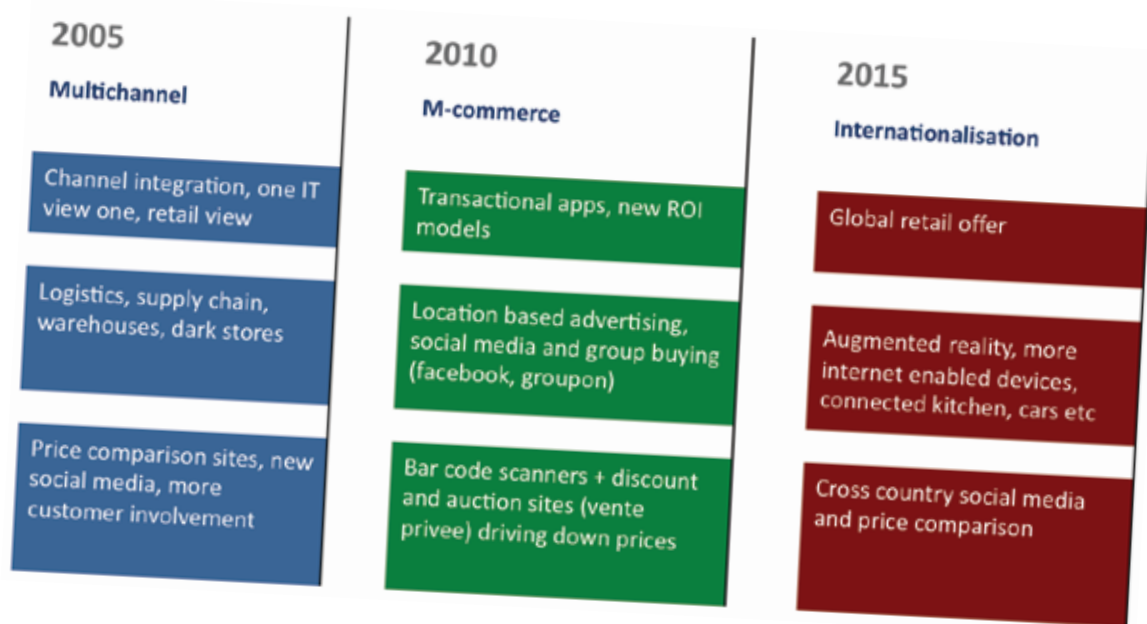 2005
Multichannel
Channel integration, one IT
view one, retail view
Logistics, supply chain,
warehouses, dark stores
Price comparison sites, new
social media, more
customer involvement
2010
M-commerce
Transactional apps, new ROI
models
Location based advertising,
social media and group buying
(facebook, groupon)
Bar code scanners + discount
and auction sites (vente
privee) driving down prices
2015
Internationalisation
Global retail offer
Augmented reality, more
internet enabled devices,
connected kitchen, cars etc
Cross country social media
and price comparison